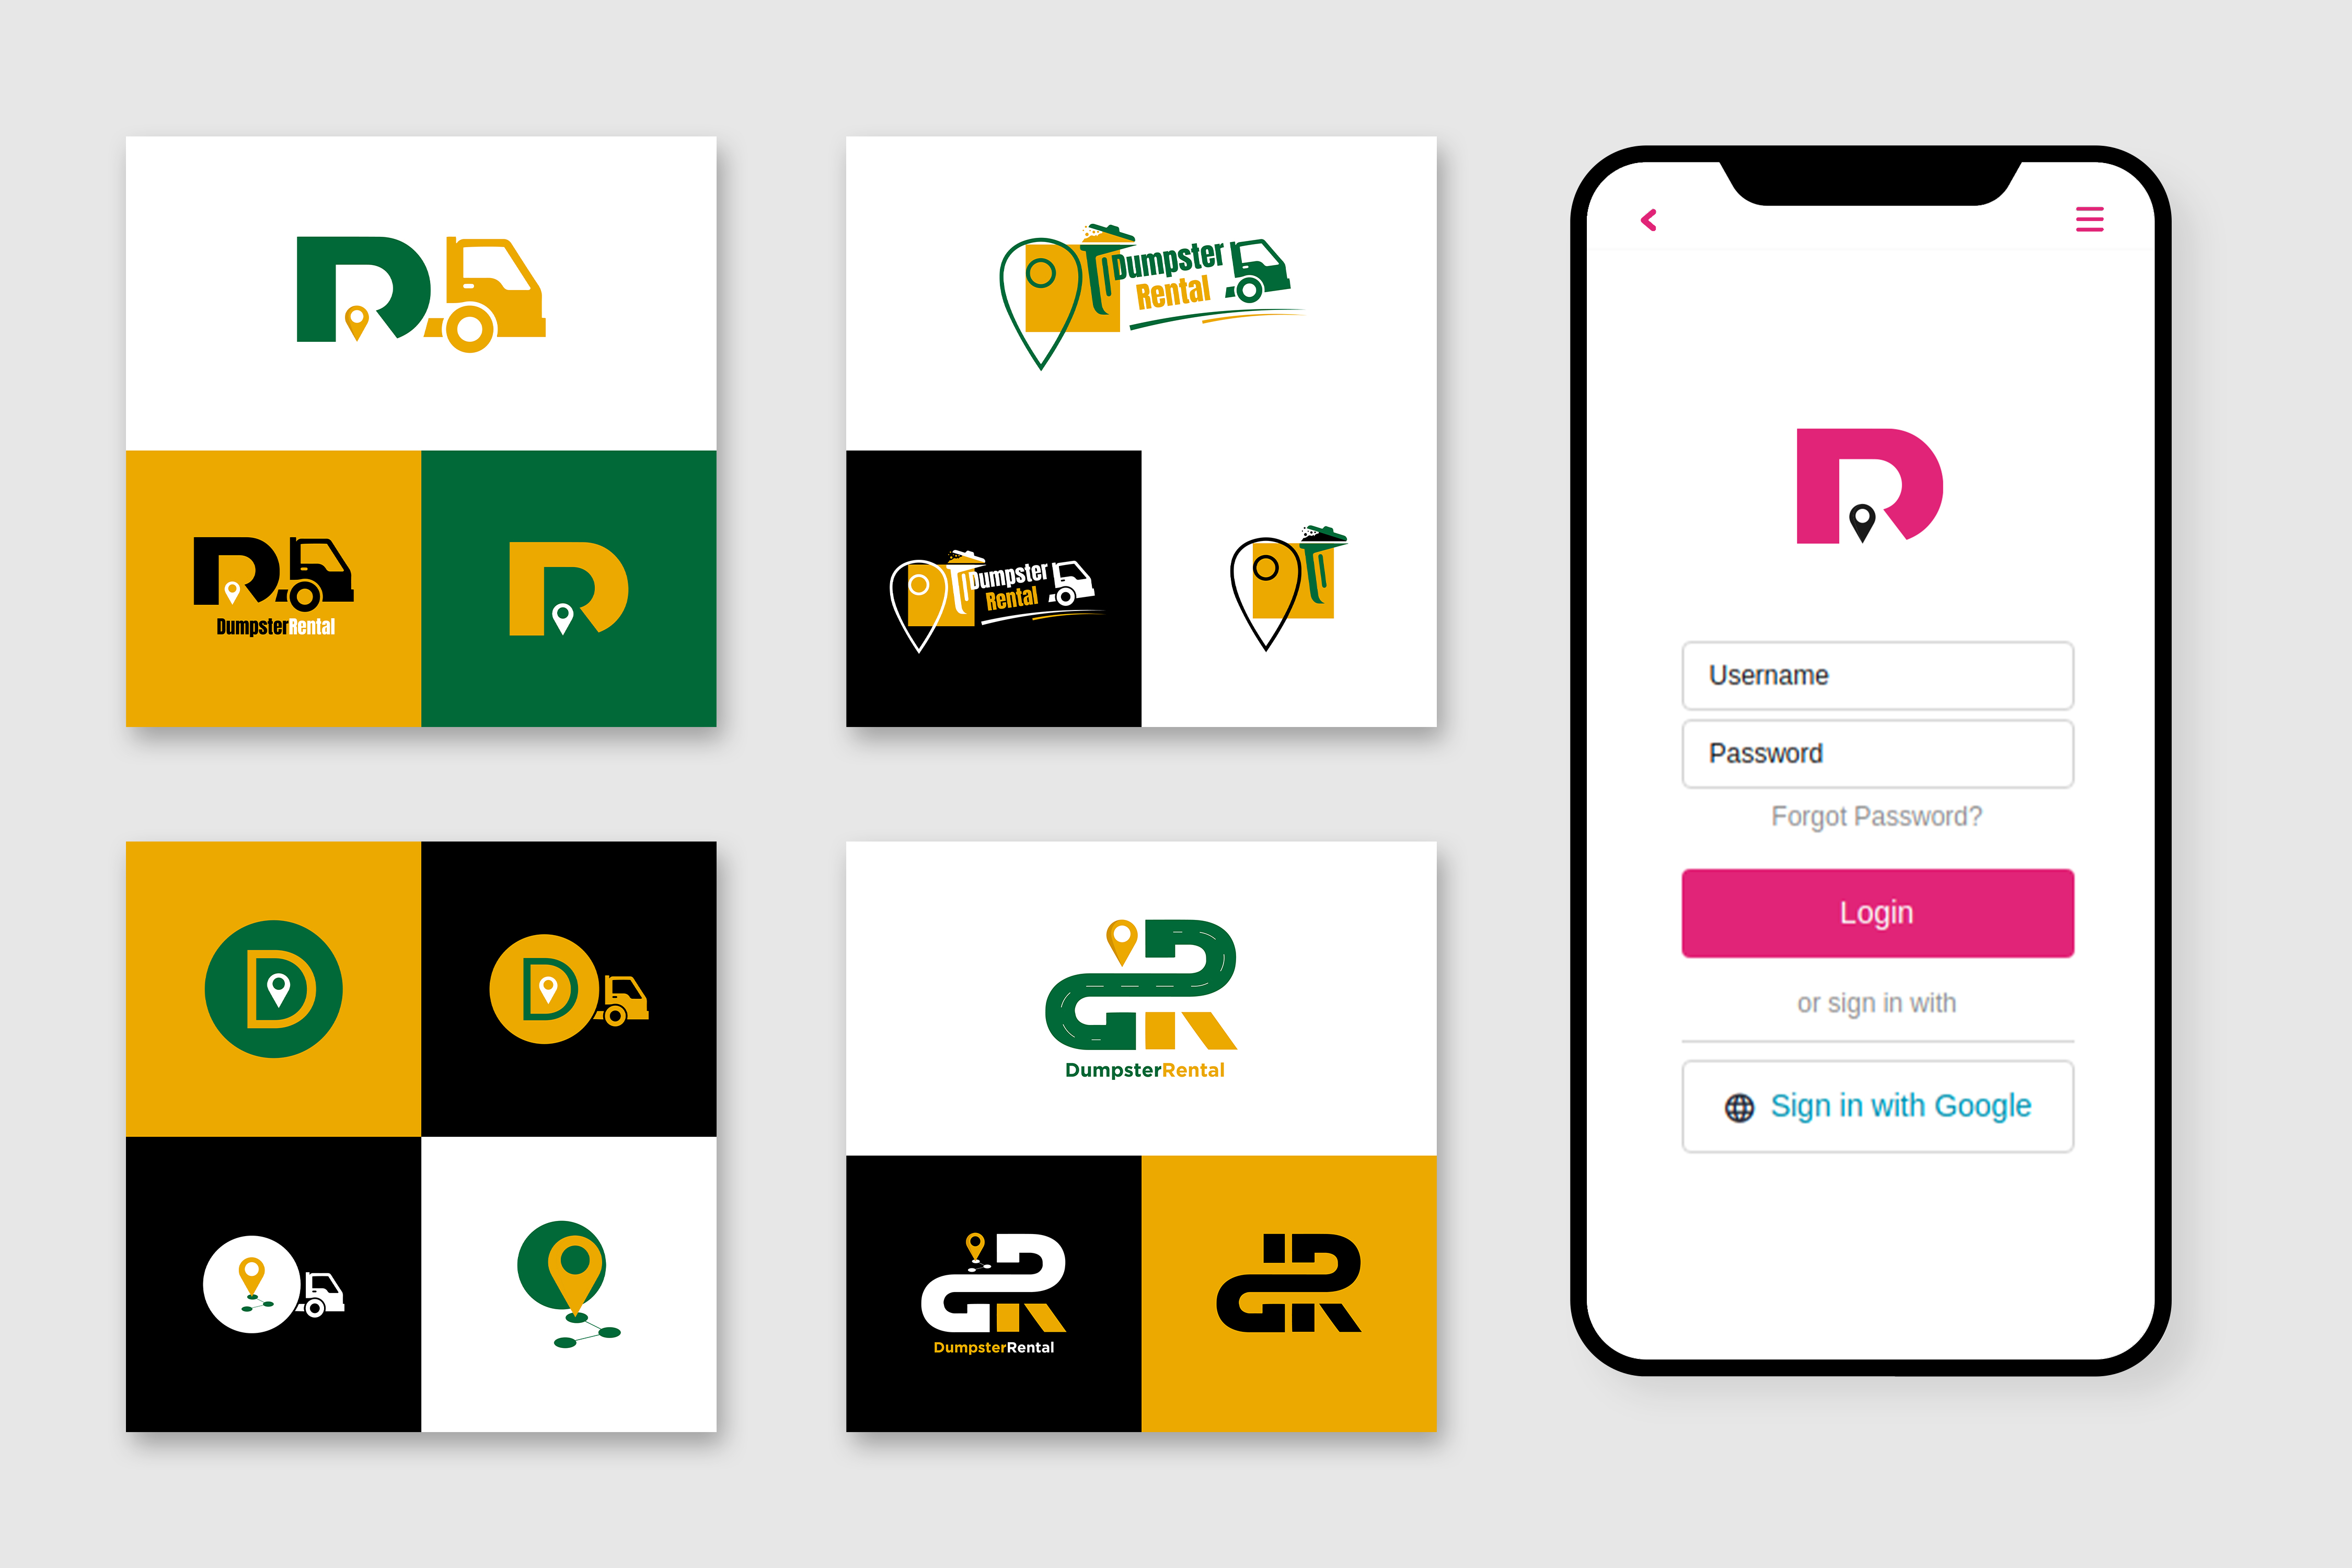 Dumpster
Rental
DumpsterRental
Dumpster
Rental
D
D
DumpsterRental
DumpsterRental
Username
Password
Forgot Password?
Login
or sign in with
Sign in with Google